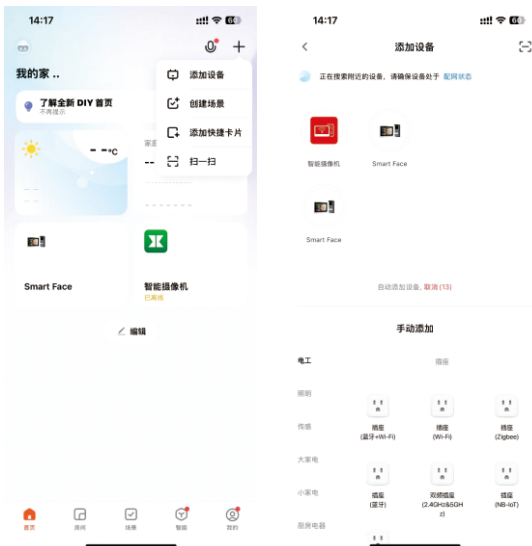 14:17
60
我的家 ..
了解全新 DIY 首页
不再提示
添加设备
创建场景
添加快捷卡片
扫一扫
- -°C
家庭
- -
- -
- -
Smart Face
智能摄像机
已离线
编辑
首页
房间
场景
智能
我的
14:17
60
添加设备
正在搜索附近的设备，请确保设备处于 配网状态
智能摄像机
Smart Face
Smart Face
自动添加设备, 取消 (13)
手动添加
电工
插座
照明
传感
大家电
小家电
厨房电器
插座
(蓝牙+Wi-Fi)
插座
(Wi-Fi)
插座
(Zigbee)
插座
(蓝牙)
双频插座
(2.4GHz&5GH
z)
插座
(NB-IoT)